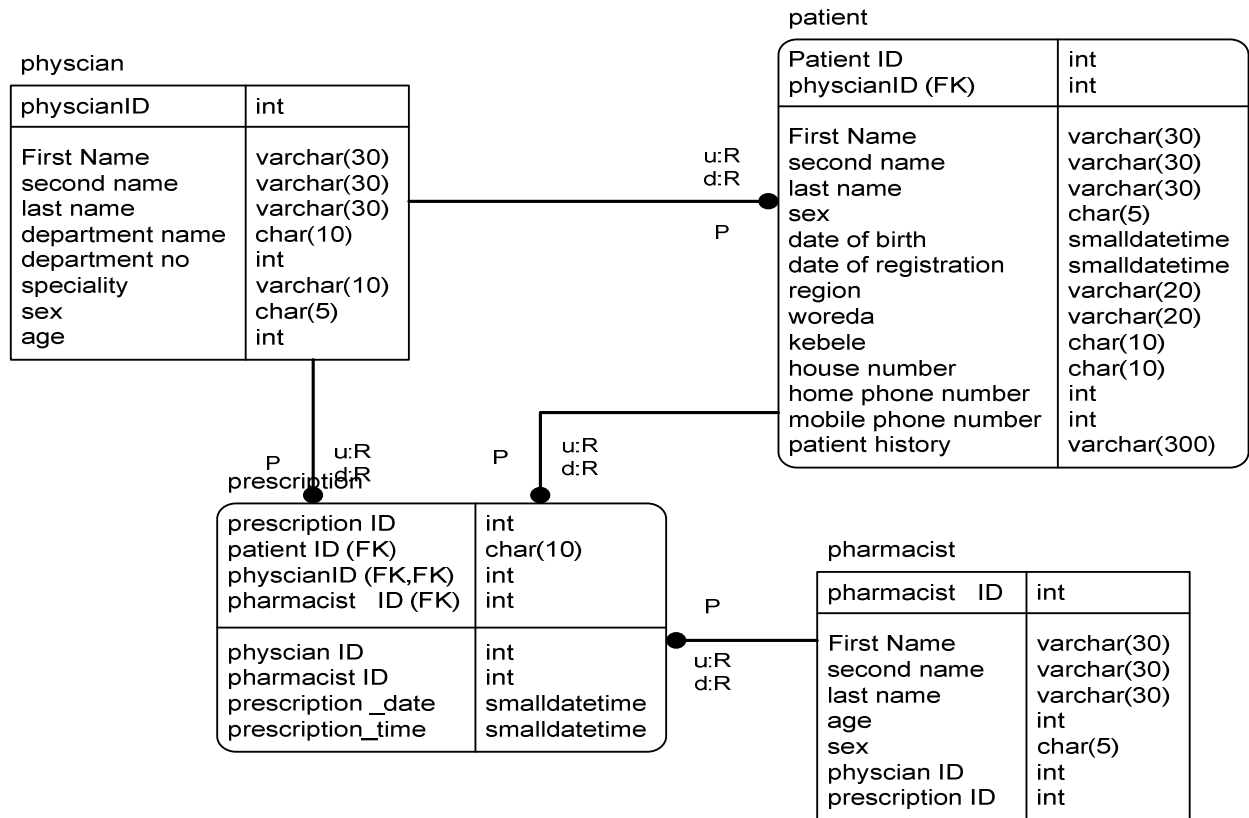 patient
Patient ID int
physcianID (FK) int
First Name varchar(30)
second name varchar(30)
last name varchar(30)
sex char(5)
date of birth smalldatetime
date of registration smalldatetime
region varchar(20)
woreda varchar(20)
kebele char(10)
house number char(10)
home phone number int
mobile phone number int
patient history varchar(300)
physcian
physcianID int
First Name varchar(30)
second name varchar(30)
last name varchar(30)
department name char(10)
department no int
speciality varchar(10)
sex char(5)
age int
u:R
d:R
P
P
u:R
d:R
P
u:R
d:R
prescription
prescription ID int
patient ID (FK) char(10)
physcianID (FK,FK) int
pharmacist ID (FK) int
physcian ID int
pharmacist ID int
prescription _date smalldatetime
prescription_time smalldatetime
P
u:R
d:R
pharmacist
pharmacist ID int
First Name varchar(30)
second name varchar(30)
last name varchar(30)
age int
sex char(5)
physcian ID int
prescription ID int